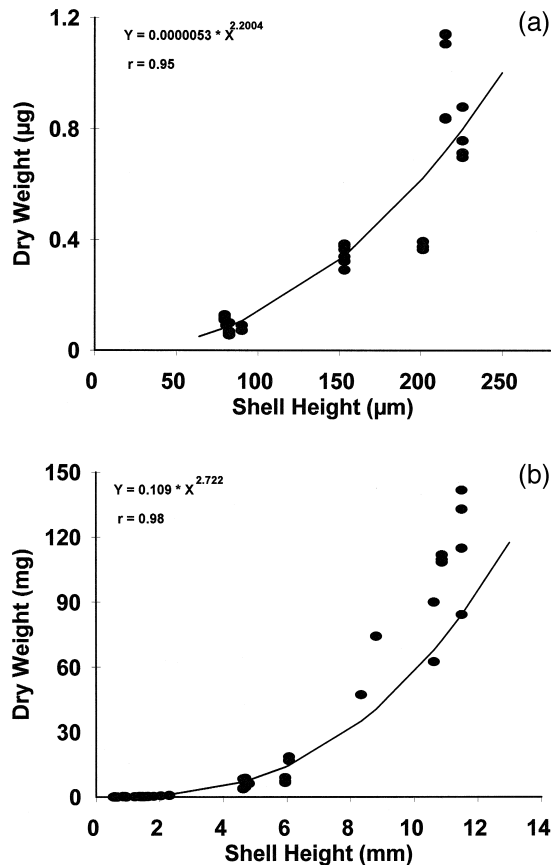 (a)
Y = 0.0000053 * X^2.2004
r = 0.95
1.2
0.8
0.4
0
Dry Weight (µg)
0 50 100 150 200 250
Shell Height (µm)
(b)
Y = 0.109 * X^2.722
r = 0.98
150
120
90
60
30
0
Dry Weight (mg)
0 2 4 6 8 10 12 14
Shell Height (mm)